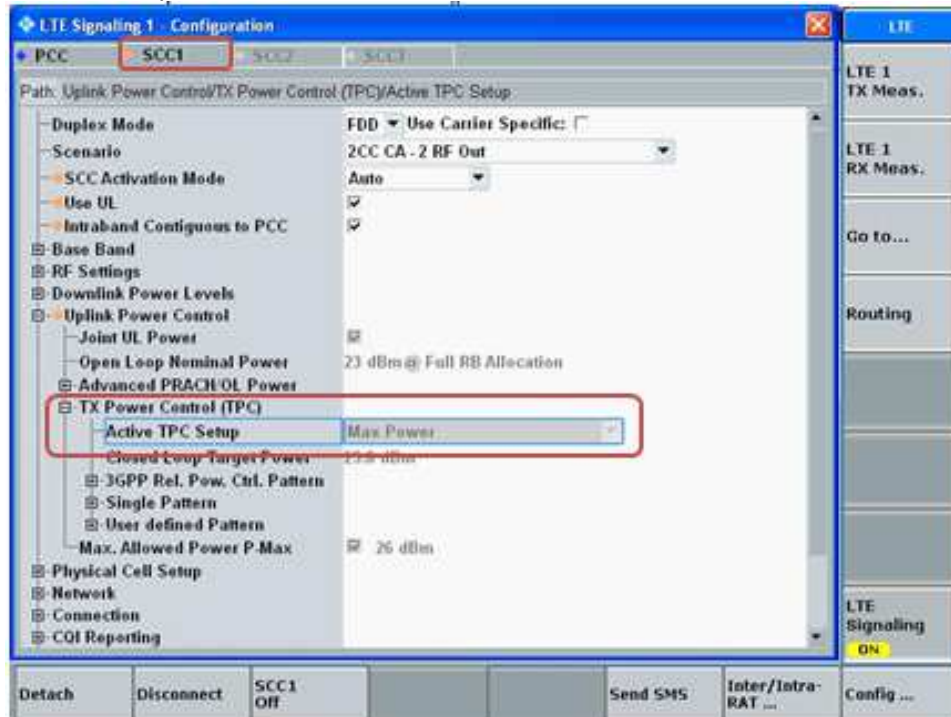 LTE Signaling 1 - Configuration
LTE
PCC SCC1 SCC2 SCC3
Path: Uplink Power Control/TX Power Control (TPC)/Active TPC Setup
LTE 1
TX Meas.
Duplex Mode FDD Use Carrier Specific:
Scenario 2CC CA - 2 RF Out
LTE 1
RX Meas.
SCC Activation Mode Auto
Use UL
Intraband Contiguous to PCC
Go to...
Base Band
RF Settings
Downlink Power Levels
Uplink Power Control
Routing
Joint UL Power
Open Loop Nominal Power 23 dBm @ Full RB Allocation
Advanced PRACH/OL Power
TX Power Control (TPC)
Active TPC Setup Max Power
Closed Loop Target Power dBm
3GPP Rel. Pow. Ctrl. Pattern
Single Pattern
User defined Pattern
Max. Allowed Power P-Max 26 dBm
Physical Cell Setup
Network
Connection
CQI Reporting
LTE
Signaling
ON
Detach Disconnect SCC1
Off
Send SMS Inter/Intra-
RAT ...
Config ...